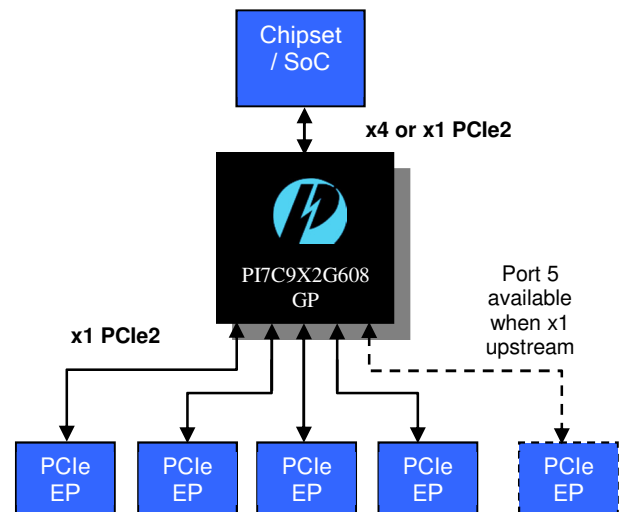 Chipset
/ SoC
x4 or x1 PCIe2
PI7C9X2G608
GP
Port 5
available
when x1
upstream
x1 PCIe2
PCIe
EP
PCIe
EP
PCIe
EP
PCIe
EP
PCIe
EP